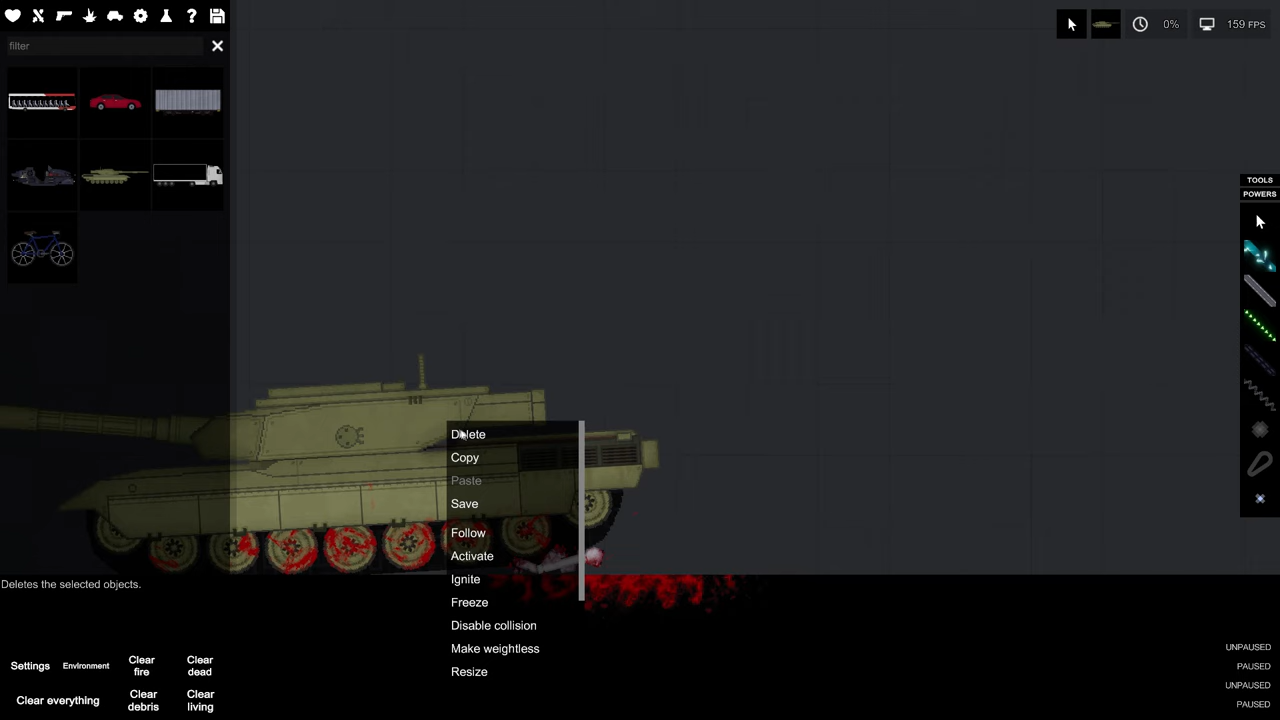 filter
0%
159 FPS
TOOLS
POWERS
Delete
Copy
Paste
Save
Follow
Activate
Ignite
Freeze
Disable collision
Make weightless
Resize
Deletes the selected objects.
Settings
Environment
Clear
fire
Clear
dead
Clear everything
Clear
debris
Clear
living
UNPAUSED
PAUSED
UNPAUSED
PAUSED